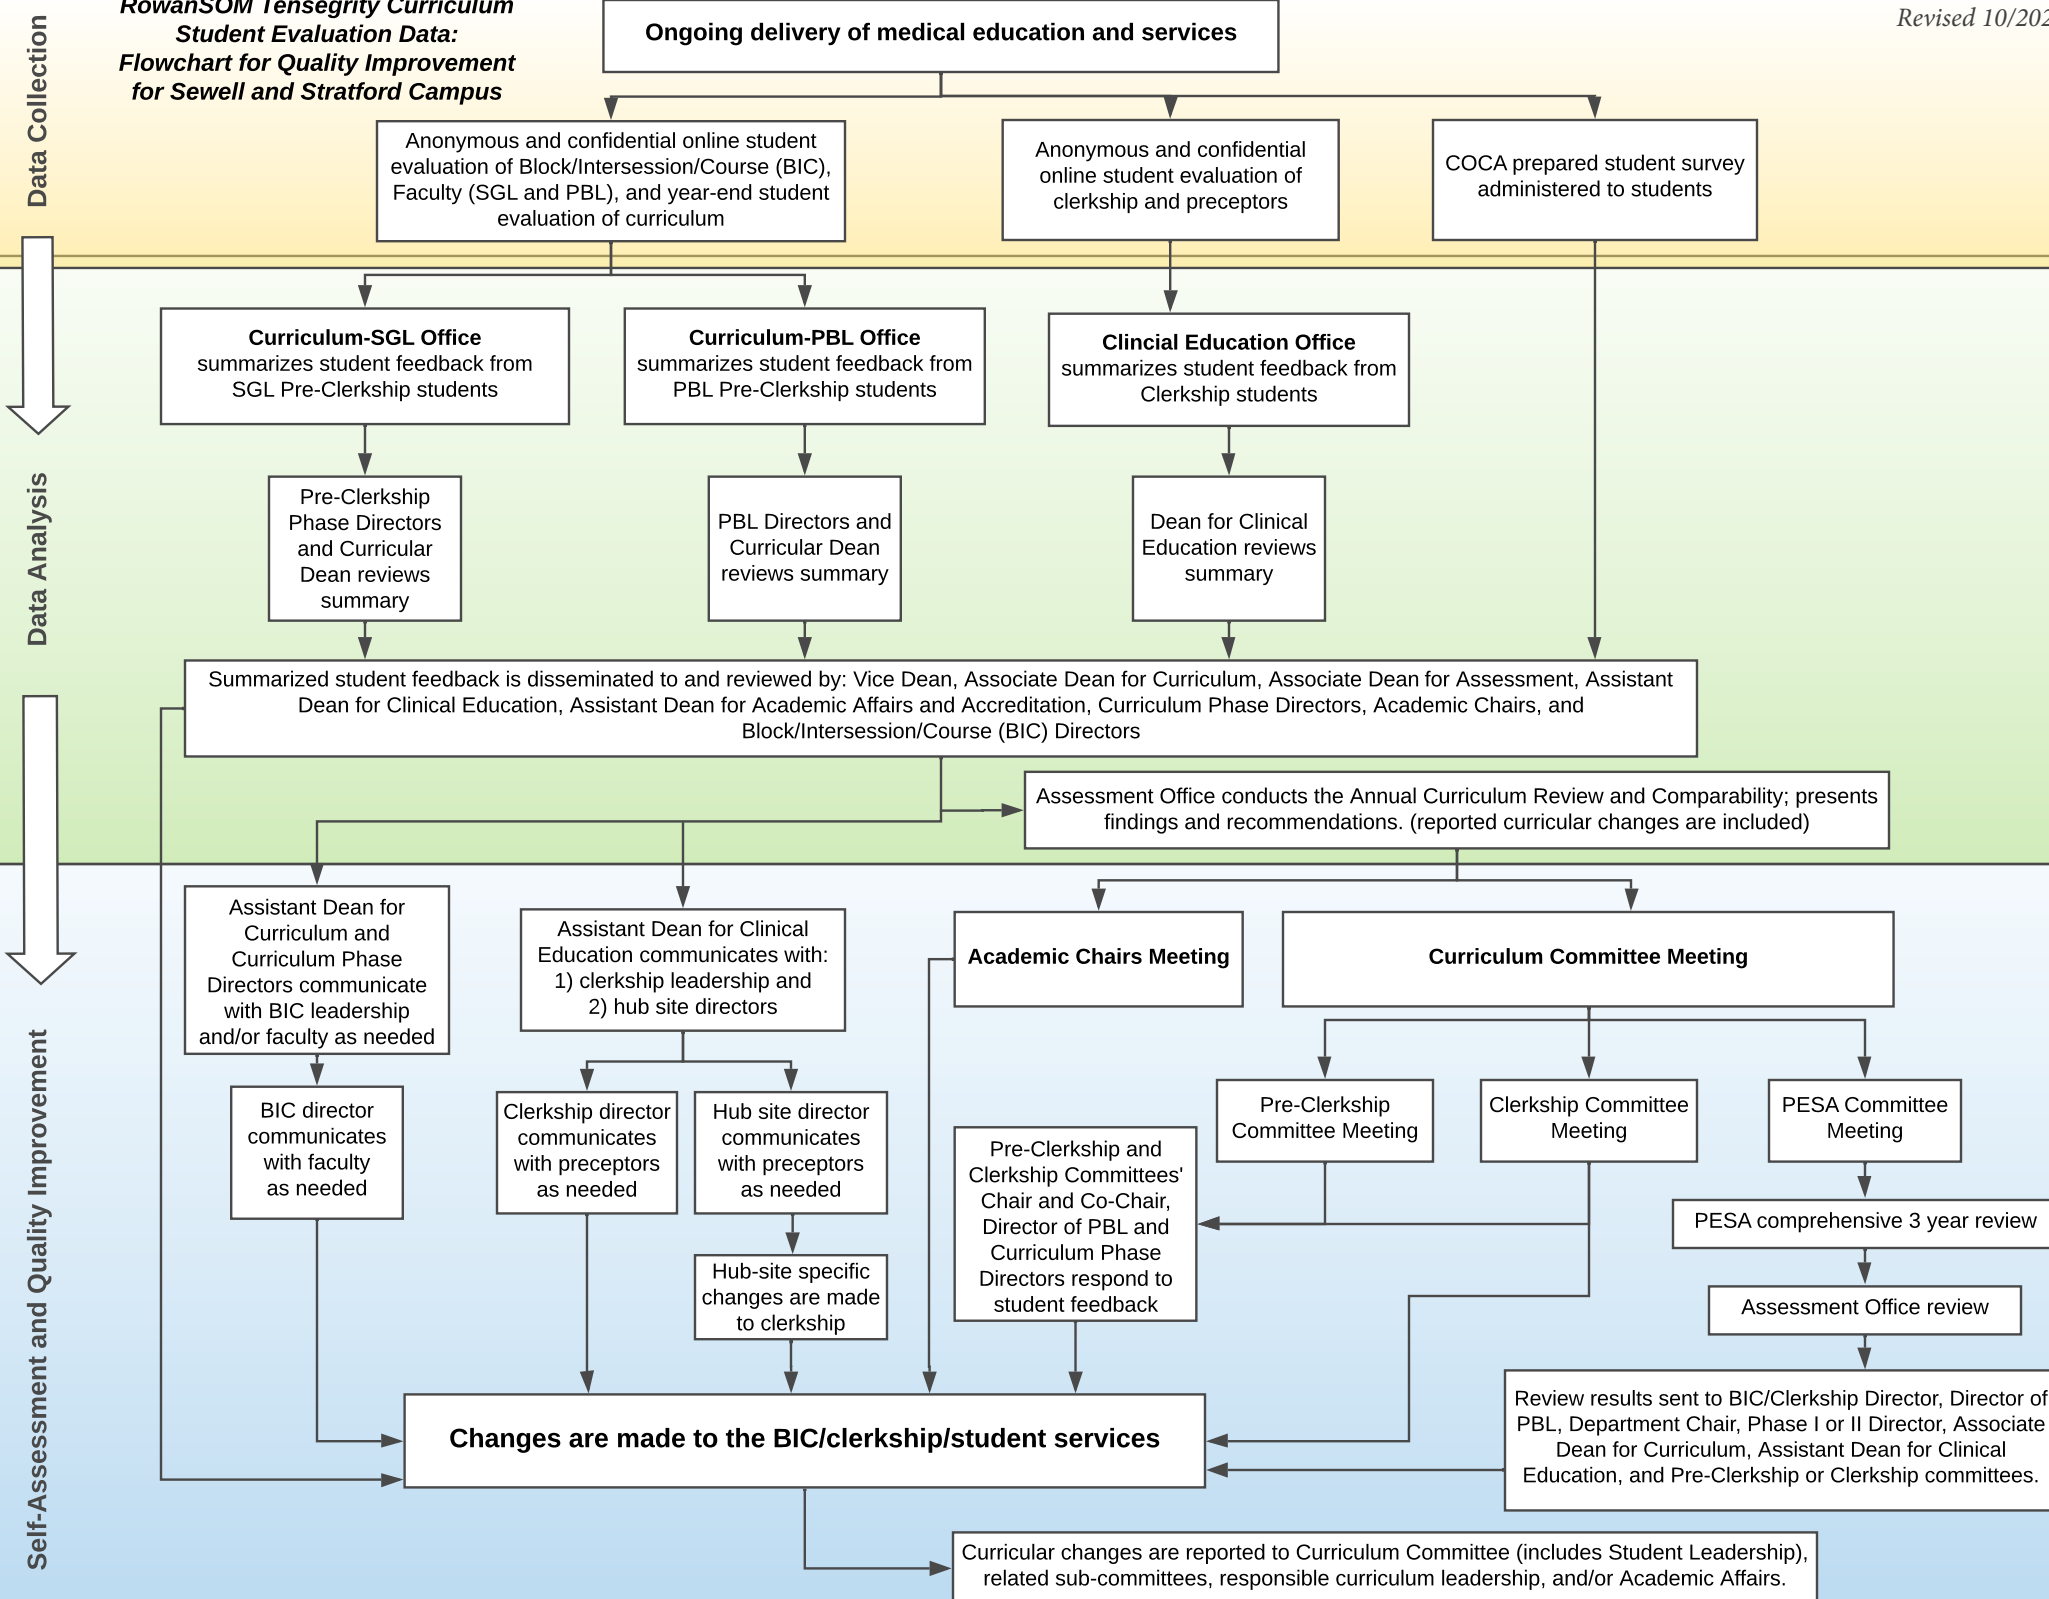 RowanSOM Tensegrity Curriculum
Student Evaluation Data:
Flowchart for Quality Improvement
for Sewell and Stratford Campus
Revised 10/202
Data Collection
Ongoing delivery of medical education and services
Anonymous and confidential online student
evaluation of Block/Intersession/Course (BIC),
Faculty (SGL and PBL), and year-end student
evaluation of curriculum
Anonymous and confidential
online student evaluation of
clerkship and preceptors
COCA prepared student survey
administered to students
Data Analysis
Curriculum-SGL Office
summarizes student feedback from
SGL Pre-Clerkship students
Curriculum-PBL Office
summarizes student feedback from
PBL Pre-Clerkship students
Clincial Education Office
summarizes student feedback from
Clerkship students
Pre-Clerkship
Phase Directors
and Curricular
Dean reviews
summary
PBL Directors and
Curricular Dean
reviews summary
Dean for Clinical
Education reviews
summary
Summarized student feedback is disseminated to and reviewed by: Vice Dean, Associate Dean for Curriculum, Associate Dean for Assessment, Assistant
Dean for Clinical Education, Assistant Dean for Academic Affairs and Accreditation, Curriculum Phase Directors, Academic Chairs, and
Block/Intersession/Course (BIC) Directors
Assessment Office conducts the Annual Curriculum Review and Comparability; presents
findings and recommendations. (reported curricular changes are included)
Self-Assessment and Quality Improvement
Assistant Dean for
Curriculum and
Curriculum Phase
Directors communicate
with BIC leadership
and/or faculty as needed
Assistant Dean for Clinical
Education communicates with:
1) clerkship leadership and
2) hub site directors
Academic Chairs Meeting
Curriculum Committee Meeting
BIC director
communicates
with faculty
as needed
Clerkship director
communicates
with preceptors
as needed
Hub site director
communicates
with preceptors
as needed
Pre-Clerkship and
Clerkship Committees'
Chair and Co-Chair,
Director of PBL and
Curriculum Phase
Directors respond to
student feedback
Pre-Clerkship
Committee Meeting
Clerkship Committee
Meeting
PESA Committee
Meeting
PESA comprehensive 3 year review
Hub-site specific
changes are made
to clerkship
Assessment Office review
Changes are made to the BIC/clerkship/student services
Review results sent to BIC/Clerkship Director, Director of
PBL, Department Chair, Phase I or II Director, Associate
Dean for Curriculum, Assistant Dean for Clinical
Education, and Pre-Clerkship or Clerkship committees.
Curricular changes are reported to Curriculum Committee (includes Student Leadership),
related sub-committees, responsible curriculum leadership, and/or Academic Affairs.